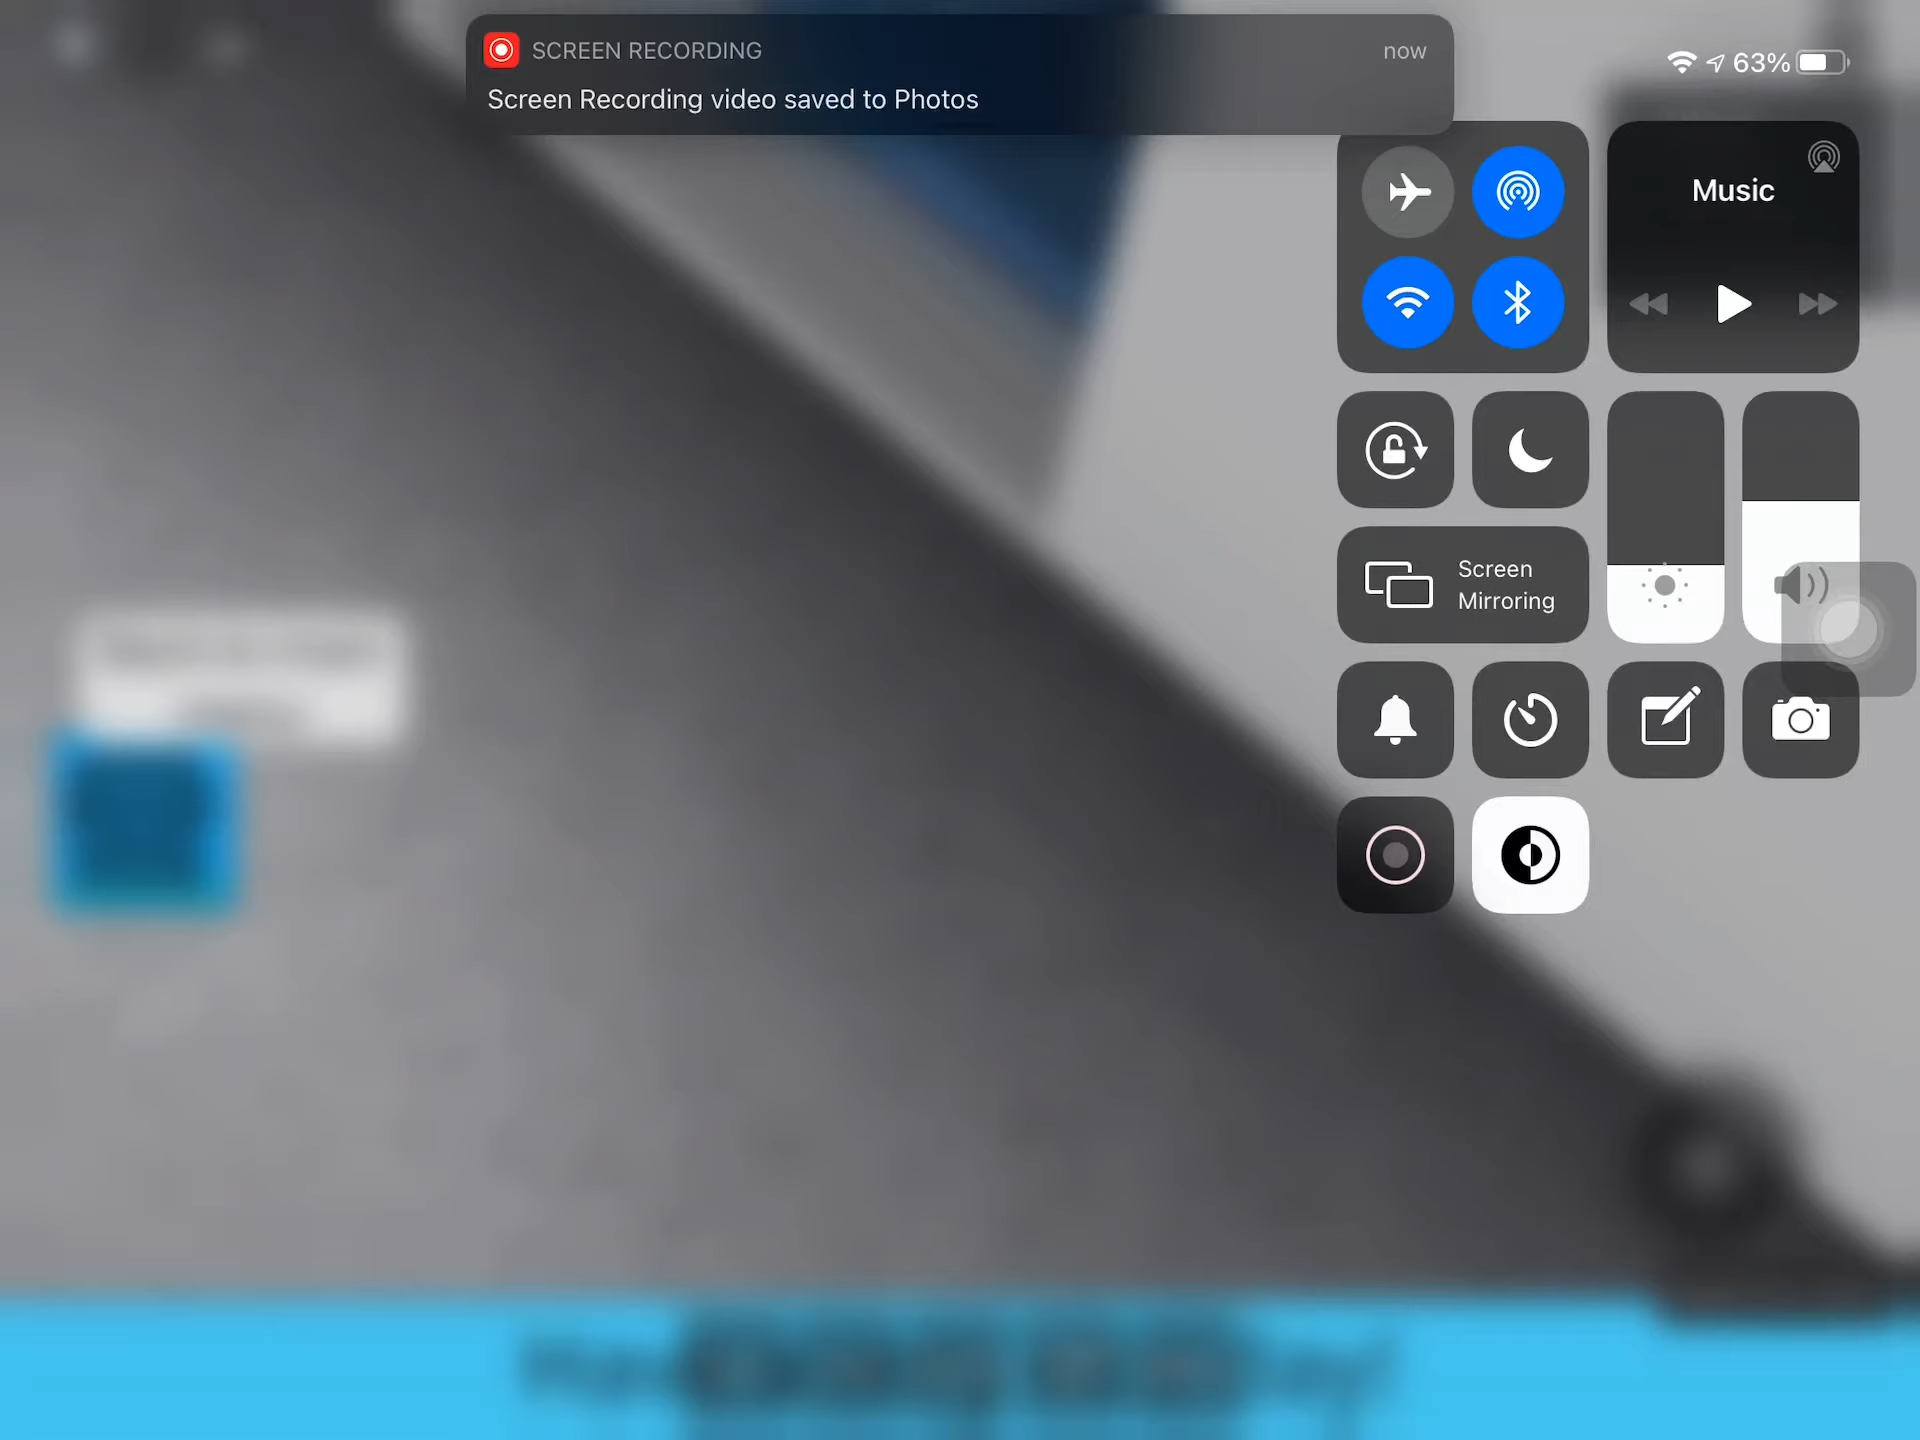 SCREEN RECORDING
now
Screen Recording video saved to Photos
63%
Music
Screen
Mirroring